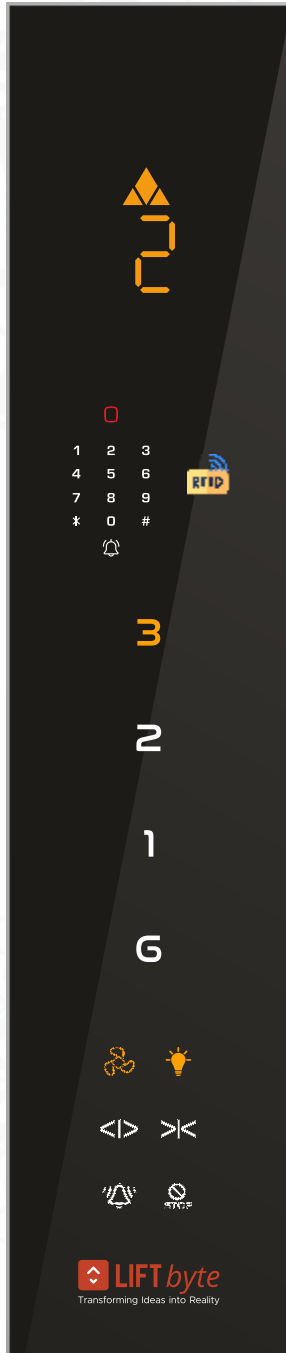 2
1 2 3
4 5 6
7 8 9
* 0 #
RFID
3
2
1
G
<|> >|<
STOP
LIFT byte
Transforming Ideas into Reality